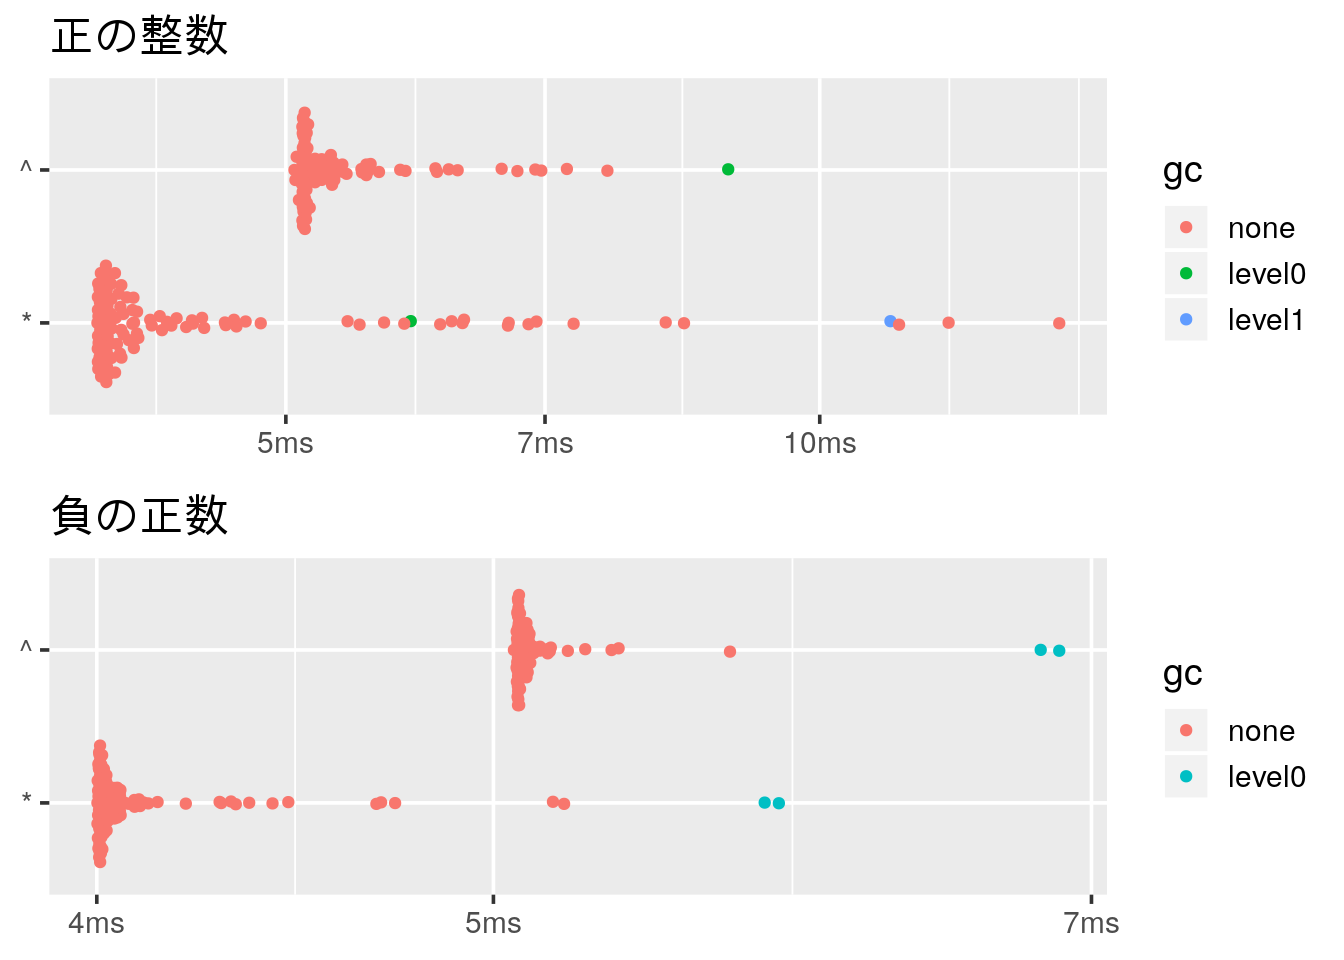 正の整数
^
*
5ms 7ms 10ms
gc
none
level0
level1
負の正数
^
*
4ms 5ms 7ms
gc
none
level0